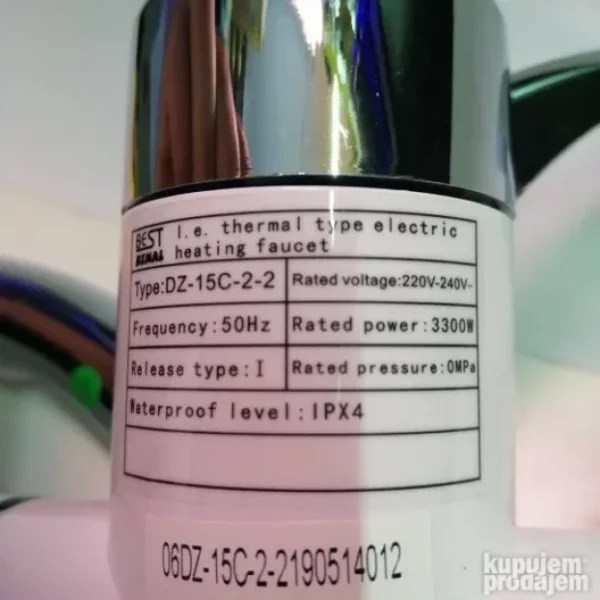 BEST
l.e. thermal type electric
heating faucet
Type:DZ-15C-2-2 Rated voltage:220V-240V~
Frequency:50Hz Rated power:3300W
Release type:I Rated pressure:0MPa
Waterproof level:IPX4
06DZ-15C-2-2190514012
kupujem
prodajem